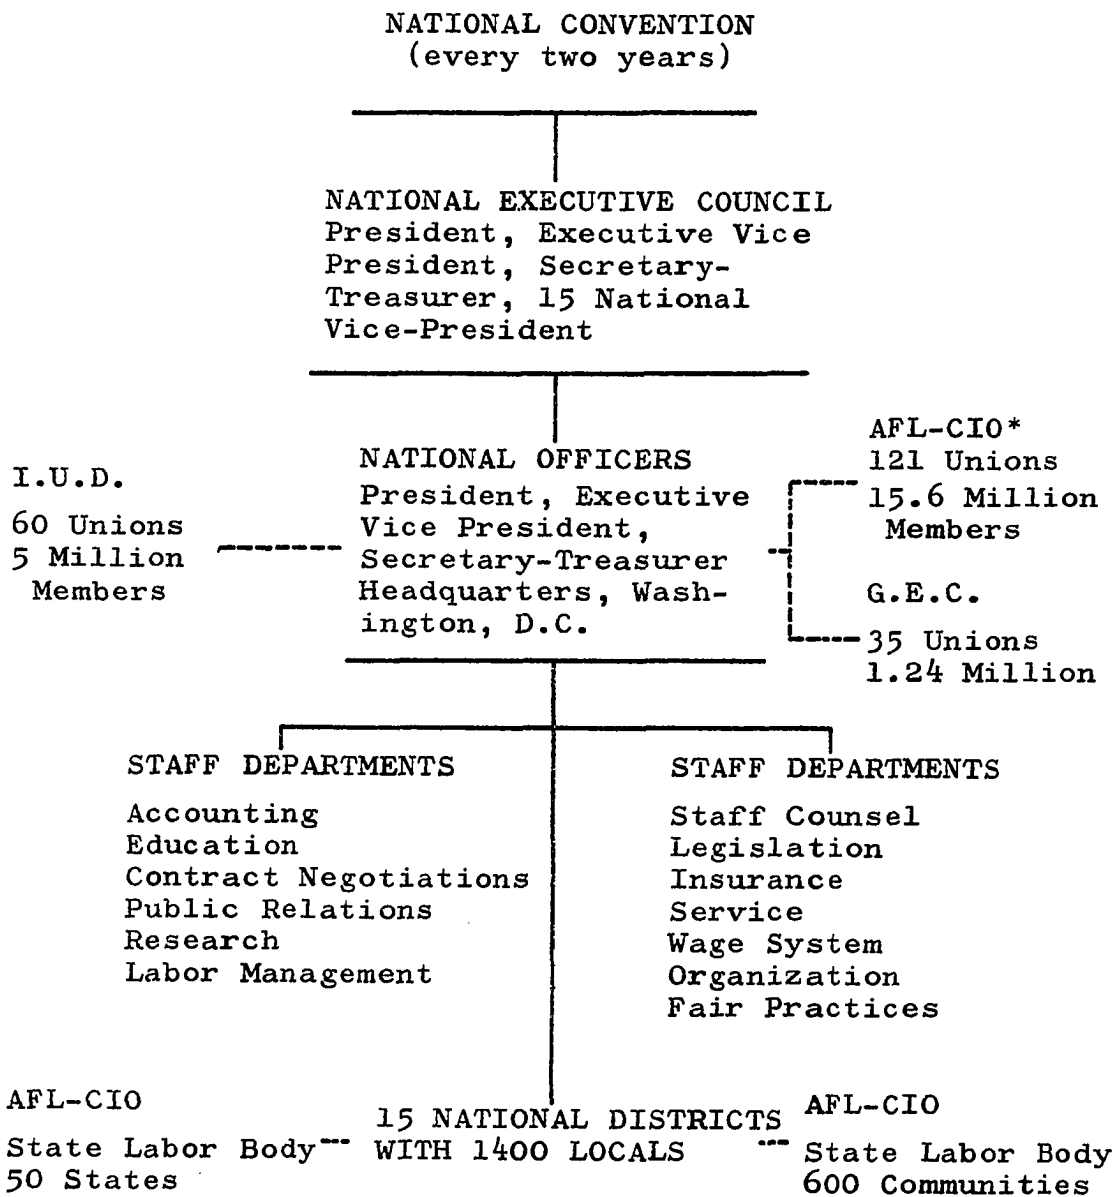 NATIONAL CONVENTION
(every two years)
NATIONAL EXECUTIVE COUNCIL
President, Executive Vice
President, Secretary-
Treasurer, 15 National
Vice-President
I.U.D.
60 Unions
5 Million
Members
NATIONAL OFFICERS
President, Executive
Vice President,
Secretary-Treasurer
Headquarters, Wash-
ington, D.C.
AFL-CIO*
121 Unions
15.6 Million
Members
G.E.C.
35 Unions
1.24 Million
STAFF DEPARTMENTS
Accounting
Education
Contract Negotiations
Public Relations
Research
Labor Management
STAFF DEPARTMENTS
Staff Counsel
Legislation
Insurance
Service
Wage System
Organization
Fair Practices
AFL-CIO
State Labor Body
50 States
15 NATIONAL DISTRICTS
WITH 1400 LOCALS
AFL-CIO
State Labor Body
600 Communities